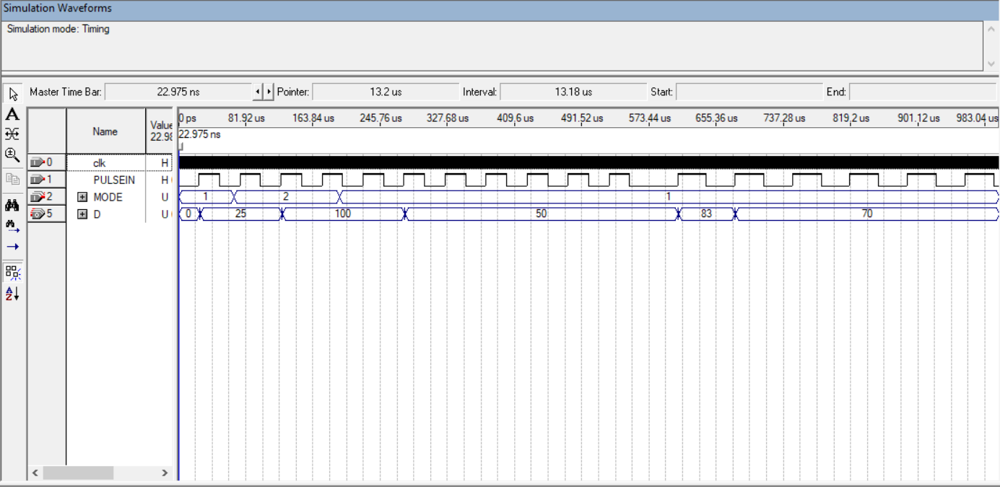 Simulation Waveforms
Simulation mode: Timing
Master Time Bar: 22.975 ns Pointer: 13.2 us Interval: 13.18 us Start: End:
Name Value 22.98 0 ps 81.92 us 163.84 us 245.76 us 327.68 us 409.6 us 491.52 us 573.44 us 655.36 us 737.28 us 819.2 us 901.12 us 983.04 us
22.975 ns
0 clk H
1 PULSEIN H
2 MODE U 1 2 1
5 D U 0 25 100 50 83 70